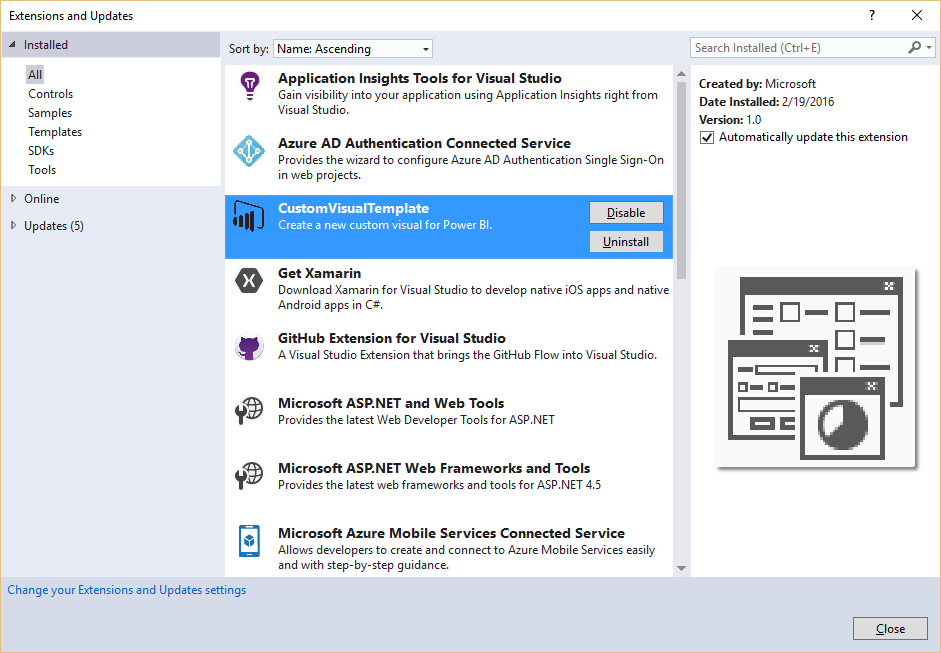 Extensions and Updates
?
Installed
All
Controls
Samples
Templates
SDKs
Tools
Online
Updates (5)
Sort by: Name: Ascending
Application Insights Tools for Visual Studio
Gain visibility into your application using Application Insights right from
Visual Studio.
Azure AD Authentication Connected Service
Provides the wizard to configure Azure AD Authentication Single Sign-On
in web projects.
CustomVisualTemplate
Create a new custom visual for Power BI.
Disable
Uninstall
Get Xamarin
Download Xamarin for Visual Studio to develop native iOS apps and native
Android apps in C#.
GitHub Extension for Visual Studio
A Visual Studio Extension that brings the GitHub Flow into Visual Studio.
Microsoft ASP.NET and Web Tools
Provides the latest Web Developer Tools for ASP.NET
Microsoft ASP.NET Web Frameworks and Tools
Provides the latest web frameworks and tools for ASP.NET 4.5
Microsoft Azure Mobile Services Connected Service
Allows developers to create and connect to Azure Mobile Services easily
and with step-by-step guidance.
Search Installed (Ctrl+E)
Created by: Microsoft
Date Installed: 2/19/2016
Version: 1.0
Automatically update this extension
Change your Extensions and Updates settings
Close